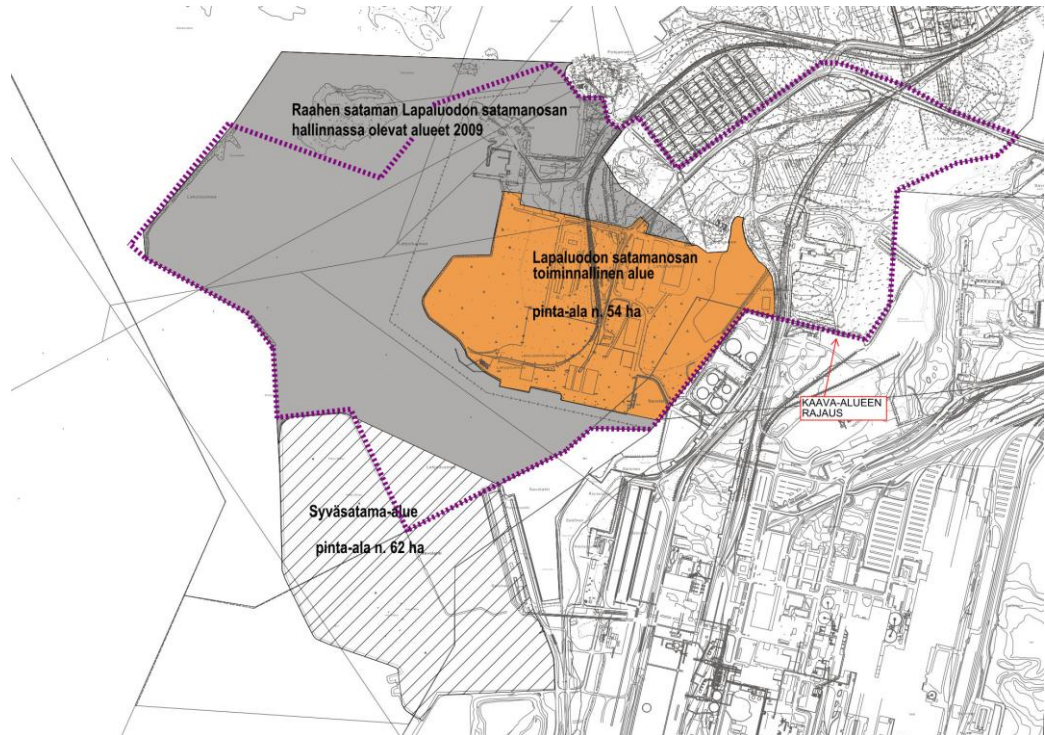 Raahen sataman Lapaluodon satamanosan
hallinnassa olevat alueet 2009
Lapaluodon satamanosan
toiminnallinen alue
pinta-ala n. 54 ha
KAAVA-ALUEEN
RAJAUS
Syväsatama-alue
pinta-ala n. 62 ha